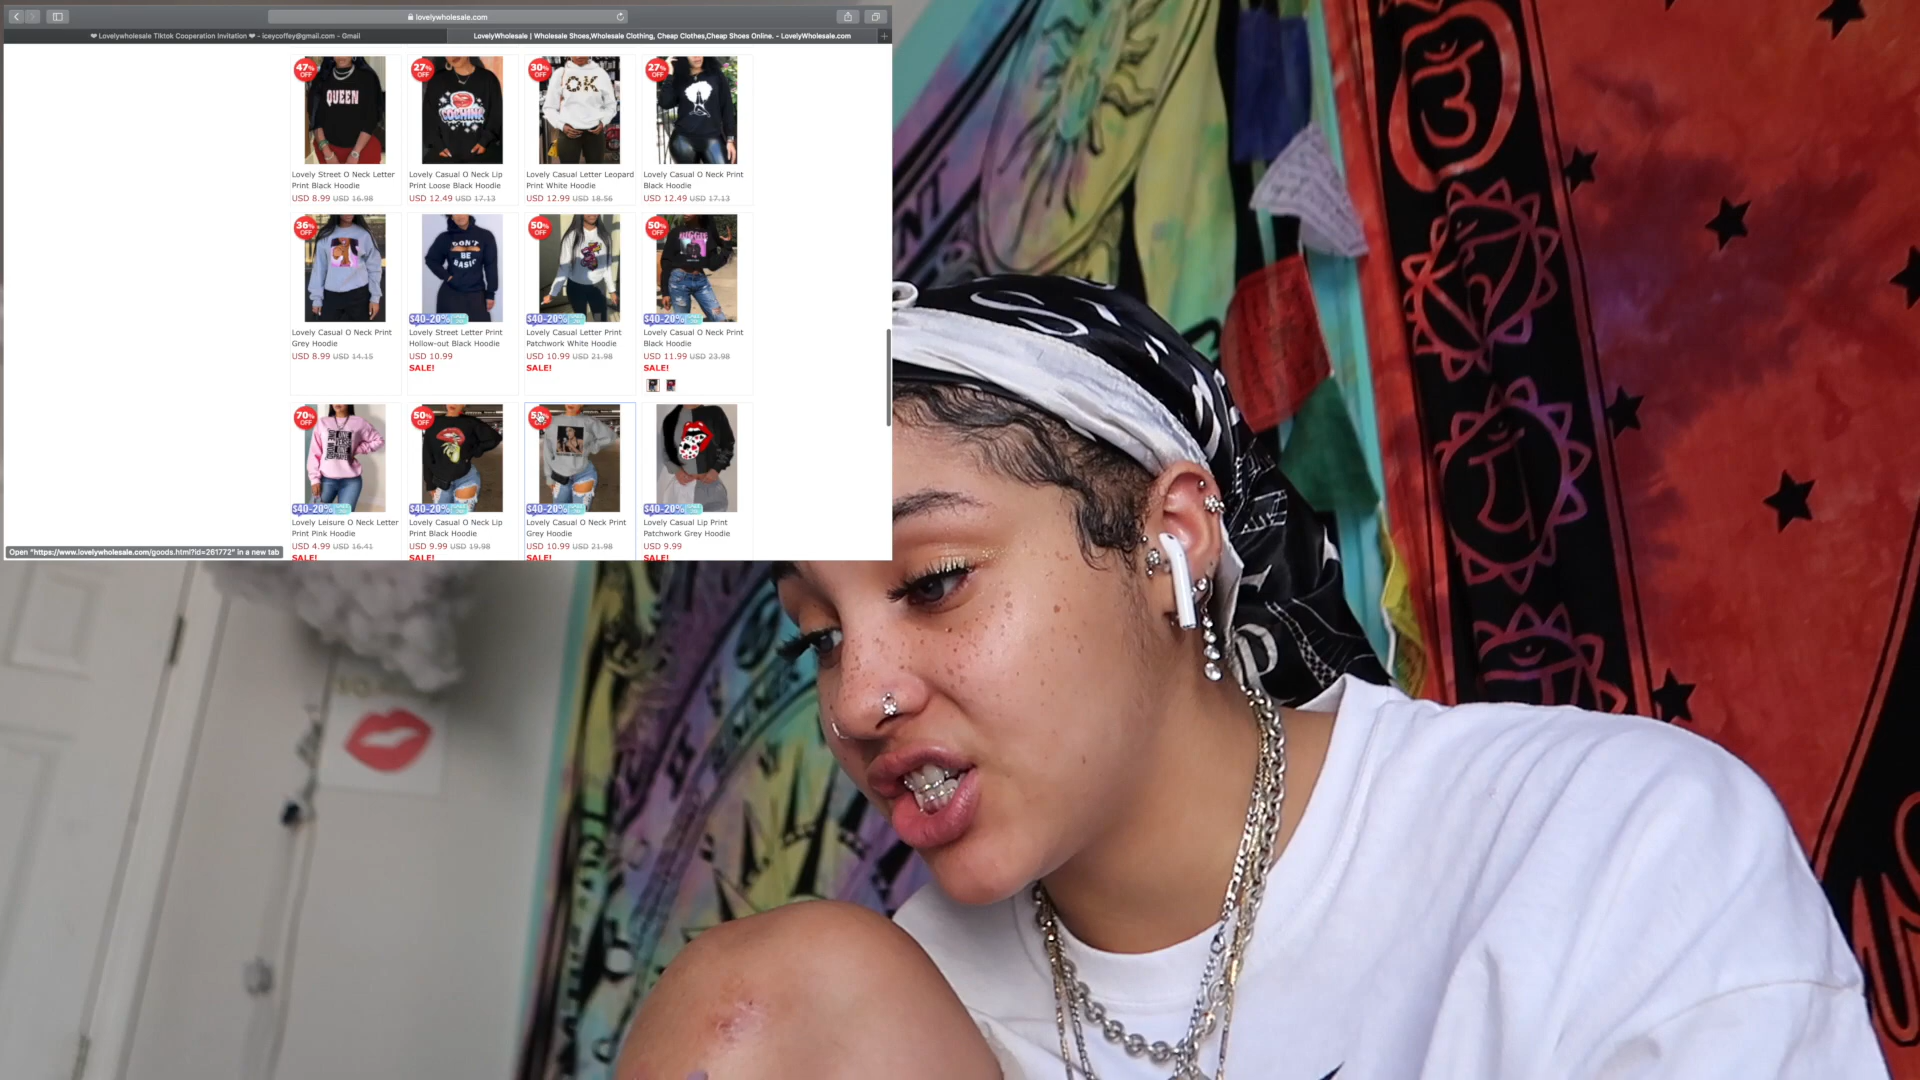 lovelywholesale.com
❤ Lovelywholesale Tiktok Cooperation Invitation ❤ - iceycoffey@gmail.com - Gmail
LovelyWholesale | Wholesale Shoes,Wholesale Clothing, Cheap Clothes,Cheap Shoes Online. - LovelyWholesale.com
47% OFF
27% OFF
30% OFF
27% OFF
QUEEN
OK
Lovely Street O Neck Letter Print Black Hoodie
USD 8.99 USD 16.98
Lovely Casual O Neck Lip Print Loose Black Hoodie
USD 12.49 USD 17.13
Lovely Casual Letter Leopard Print White Hoodie
USD 12.99 USD 18.56
Lovely Casual O Neck Print Black Hoodie
USD 12.49 USD 17.13
36% OFF
50% OFF
50% OFF
DON'T
BE
BASIC
$40-20%
$40-20%
$40-20%
Lovely Casual O Neck Print Grey Hoodie
USD 8.99 USD 14.15
Lovely Street Letter Print Hollow-out Black Hoodie
USD 10.99
SALE!
Lovely Casual Letter Print Patchwork White Hoodie
USD 10.99 USD 21.98
SALE!
Lovely Casual O Neck Print Black Hoodie
USD 11.99 USD 23.98
SALE!
70% OFF
50% OFF
50% OFF
$40-20%
$40-20%
$40-20%
$40-20%
Lovely Leisure O Neck Letter Print Pink Hoodie
USD 4.99 USD 16.41
SALE!
Lovely Casual O Neck Lip Print Black Hoodie
USD 9.99 USD 19.98
SALE!
Lovely Casual O Neck Print Grey Hoodie
USD 10.99 USD 21.98
SALE!
Lovely Casual Lip Print Patchwork Grey Hoodie
USD 9.99
Open "https://www.lovelywholesale.com/goods.html?id=261772" in a new tab